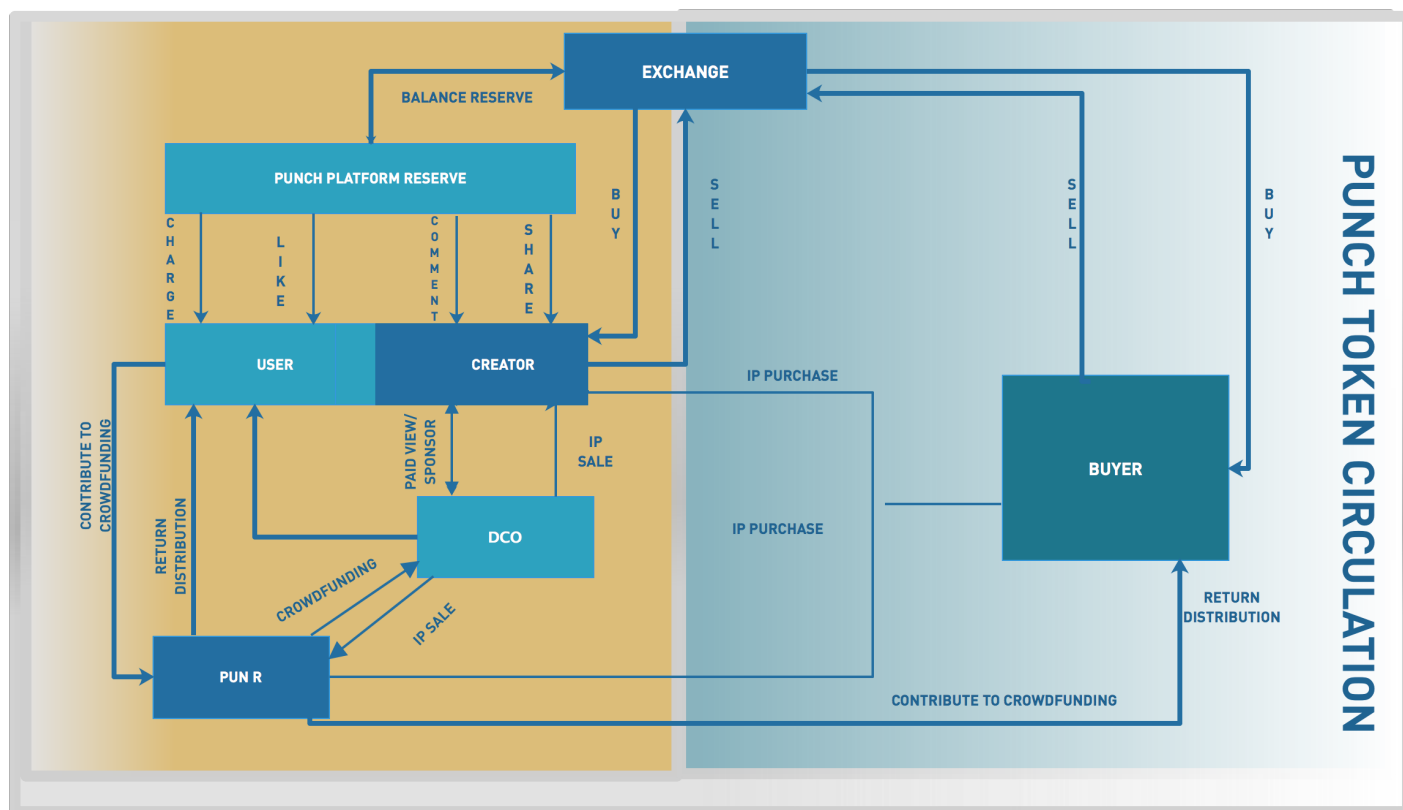 EXCHANGE
BALANCE RESERVE
PUNCH PLATFORM RESERVE
CHARGE
LIKE
COMMENT
SHARE
BUY
SELL
SELL
BUY
USER
CREATOR
IP PURCHASE
CONTRIBUTE TO
CROWDFUNDING
RETURN
DISTRIBUTION
PAID VIEW/
SPONSOR
IP
SALE
BUYER
DCO
IP PURCHASE
CROWDFUNDING
IP SALE
RETURN
DISTRIBUTION
PUN R
CONTRIBUTE TO CROWDFUNDING
PUNCH TOKEN CIRCULATION